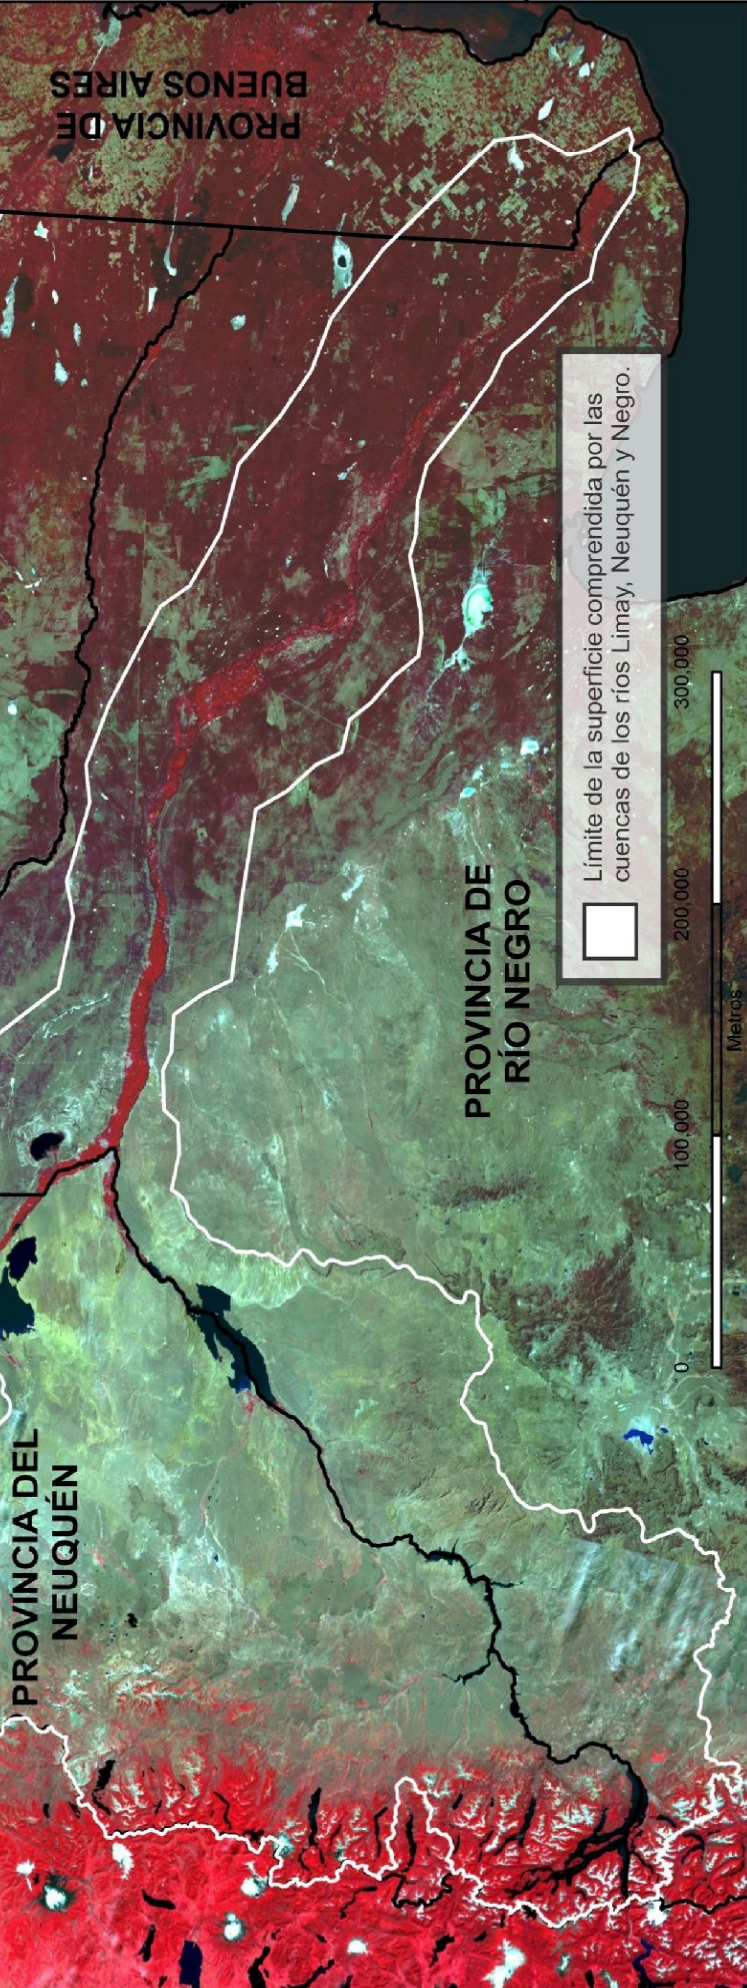 PROVINCIA DE
BUENOS AIRES
PROVINCIA DEL
NEUQUÉN
PROVINCIA DE
RÍO NEGRO
Límite de la superficie comprendida por las
cuencas de los ríos Limay, Neuquén y Negro.
0
100,000
200,000
300,000
Metros